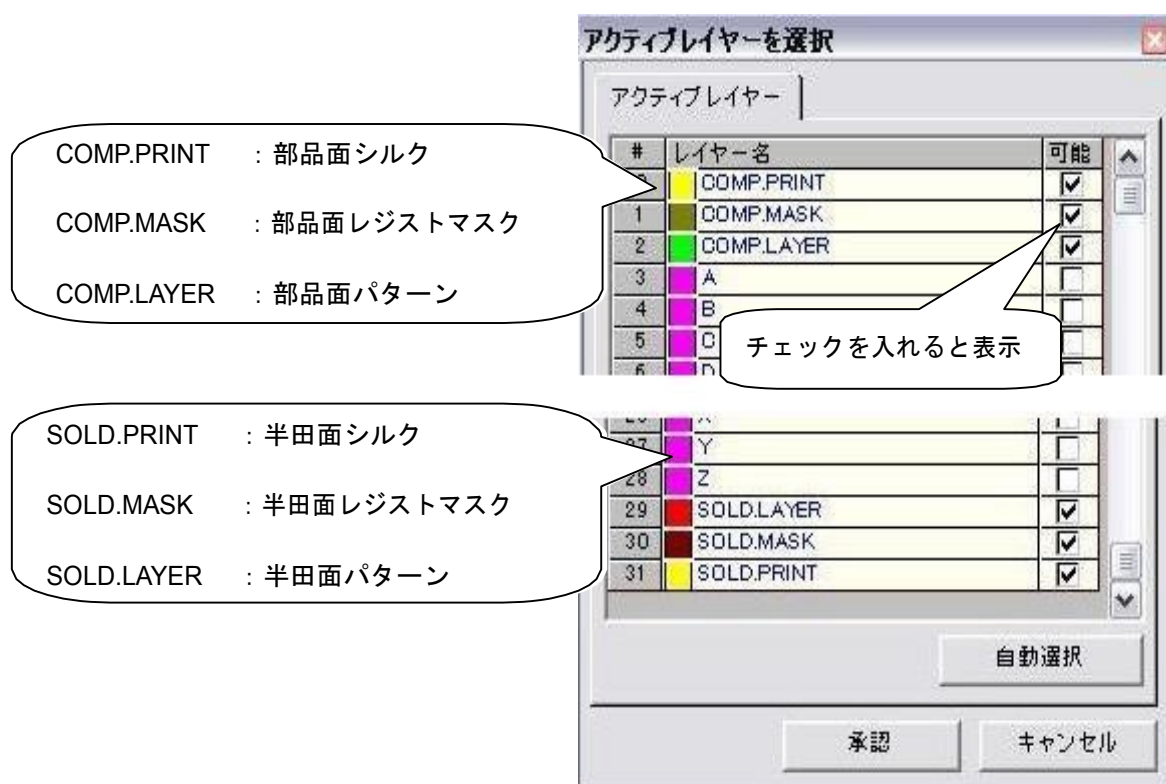 アクティブレイヤーを選択
アクティブレイヤー
# レイヤー名 可能
COMP.PRINT
1 COMP.MASK
2 COMP.LAYER
3 A
4 B
5 C
6 D
COMP.PRINT : 部品面シルク
COMP.MASK : 部品面レジストマスク
COMP.LAYER : 部品面パターン
チェックを入れると表示
SOLD.PRINT : 半田面シルク
SOLD.MASK : 半田面レジストマスク
SOLD.LAYER : 半田面パターン
27 Y
28 Z
29 SOLD.LAYER
30 SOLD.MASK
31 SOLD.PRINT
自動選択
承認 キャンセル